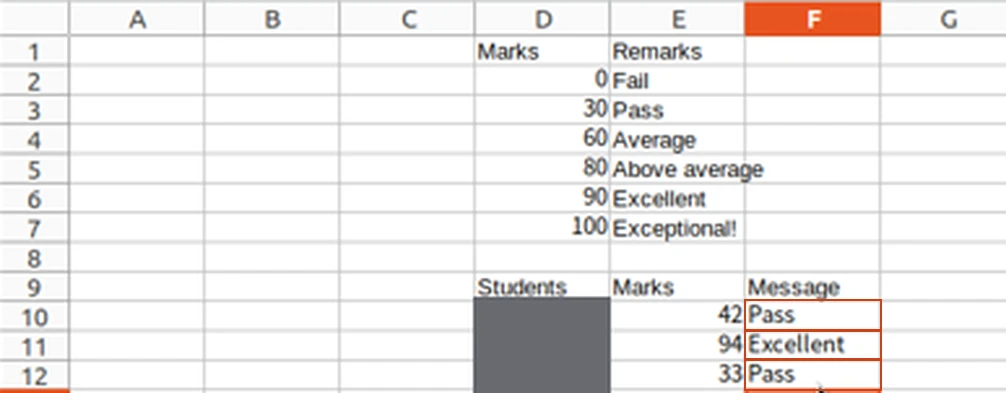 A B C D E F G
1 Marks Remarks
2 0 Fail
3 30 Pass
4 60 Average
5 80 Above average
6 90 Excellent
7 100 Exceptional!
8
9 Students Marks Message
10 42 Pass
11 94 Excellent
12 33 Pass